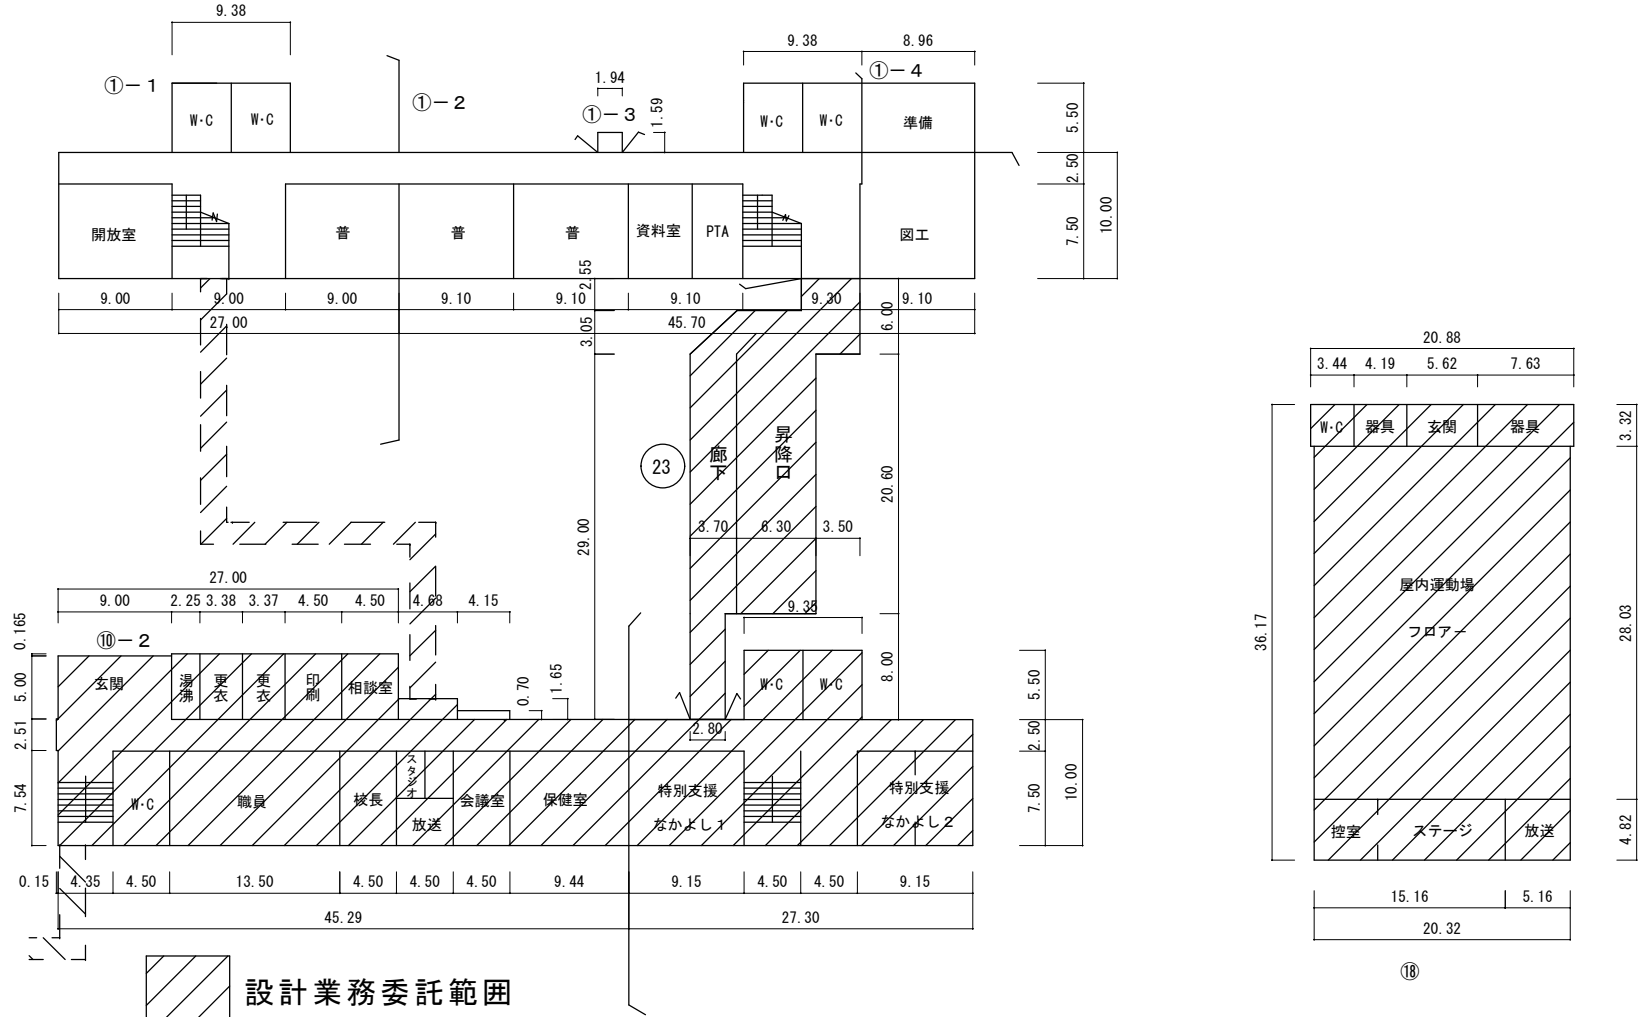 9.38
9.38
8.96
①－1
①－2
1.94
①－3
1.59
①－4
W・C
W・C
W・C
W・C
準備
5.50
2.50
7.50
10.00
開放室
普
普
普
資料室
PTA
図工
N
N
9.00
9.00
9.00
9.10
9.10
9.10
9.30
9.10
27.00
45.70
2.55
3.05
29.00
6.00
20.60
8.00
23
廊下
昇降口
3.70
6.30
3.50
9.35
2.80
27.00
9.00
2.25
3.38
3.37
4.50
4.50
4.68
4.15
⑩－2
0.165
5.00
2.51
7.54
玄関
湯沸
更衣
更衣
印刷
相談室
0.70
1.65
W・C
W・C
5.50
2.50
7.50
10.00
W・C
職員
校長
スタジオ
放送
会議室
保健室
特別支援
なかよし1
特別支援
なかよし2
0.15
4.35
4.50
13.50
4.50
4.50
4.50
9.44
9.15
4.50
4.50
9.15
45.29
27.30
設計業務委託範囲
20.88
3.44
4.19
5.62
7.63
W・C
器具
玄関
器具
3.32
36.17
屋内運動場
フロアー
28.03
控室
ステージ
放送
4.82
15.16
5.16
20.32
⑱